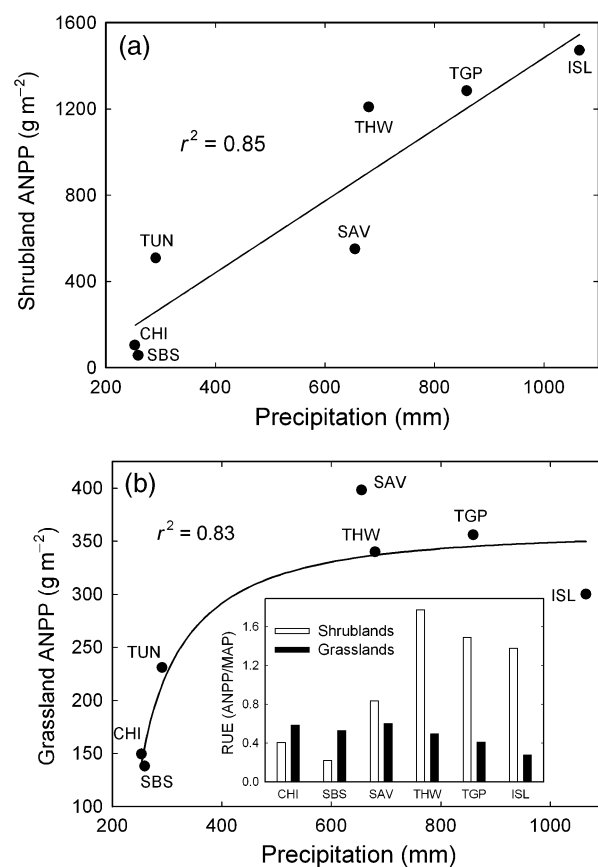 (a)
Shrubland ANPP (g m⁻²)
1600
1200
800
400
0
r² = 0.85
TUN
CHI
SBS
THW
SAV
TGP
ISL
200
400
600
800
1000
Precipitation (mm)
(b)
Grassland ANPP (g m⁻²)
400
350
300
250
200
150
100
r² = 0.83
SAV
THW
TGP
ISL
TUN
CHI
SBS
RUE (ANPP/MAP)
1.6
1.2
0.8
0.4
0.0
Shrublands
Grasslands
CHI SBS SAV THW TGP ISL
200
400
600
800
1000
Precipitation (mm)